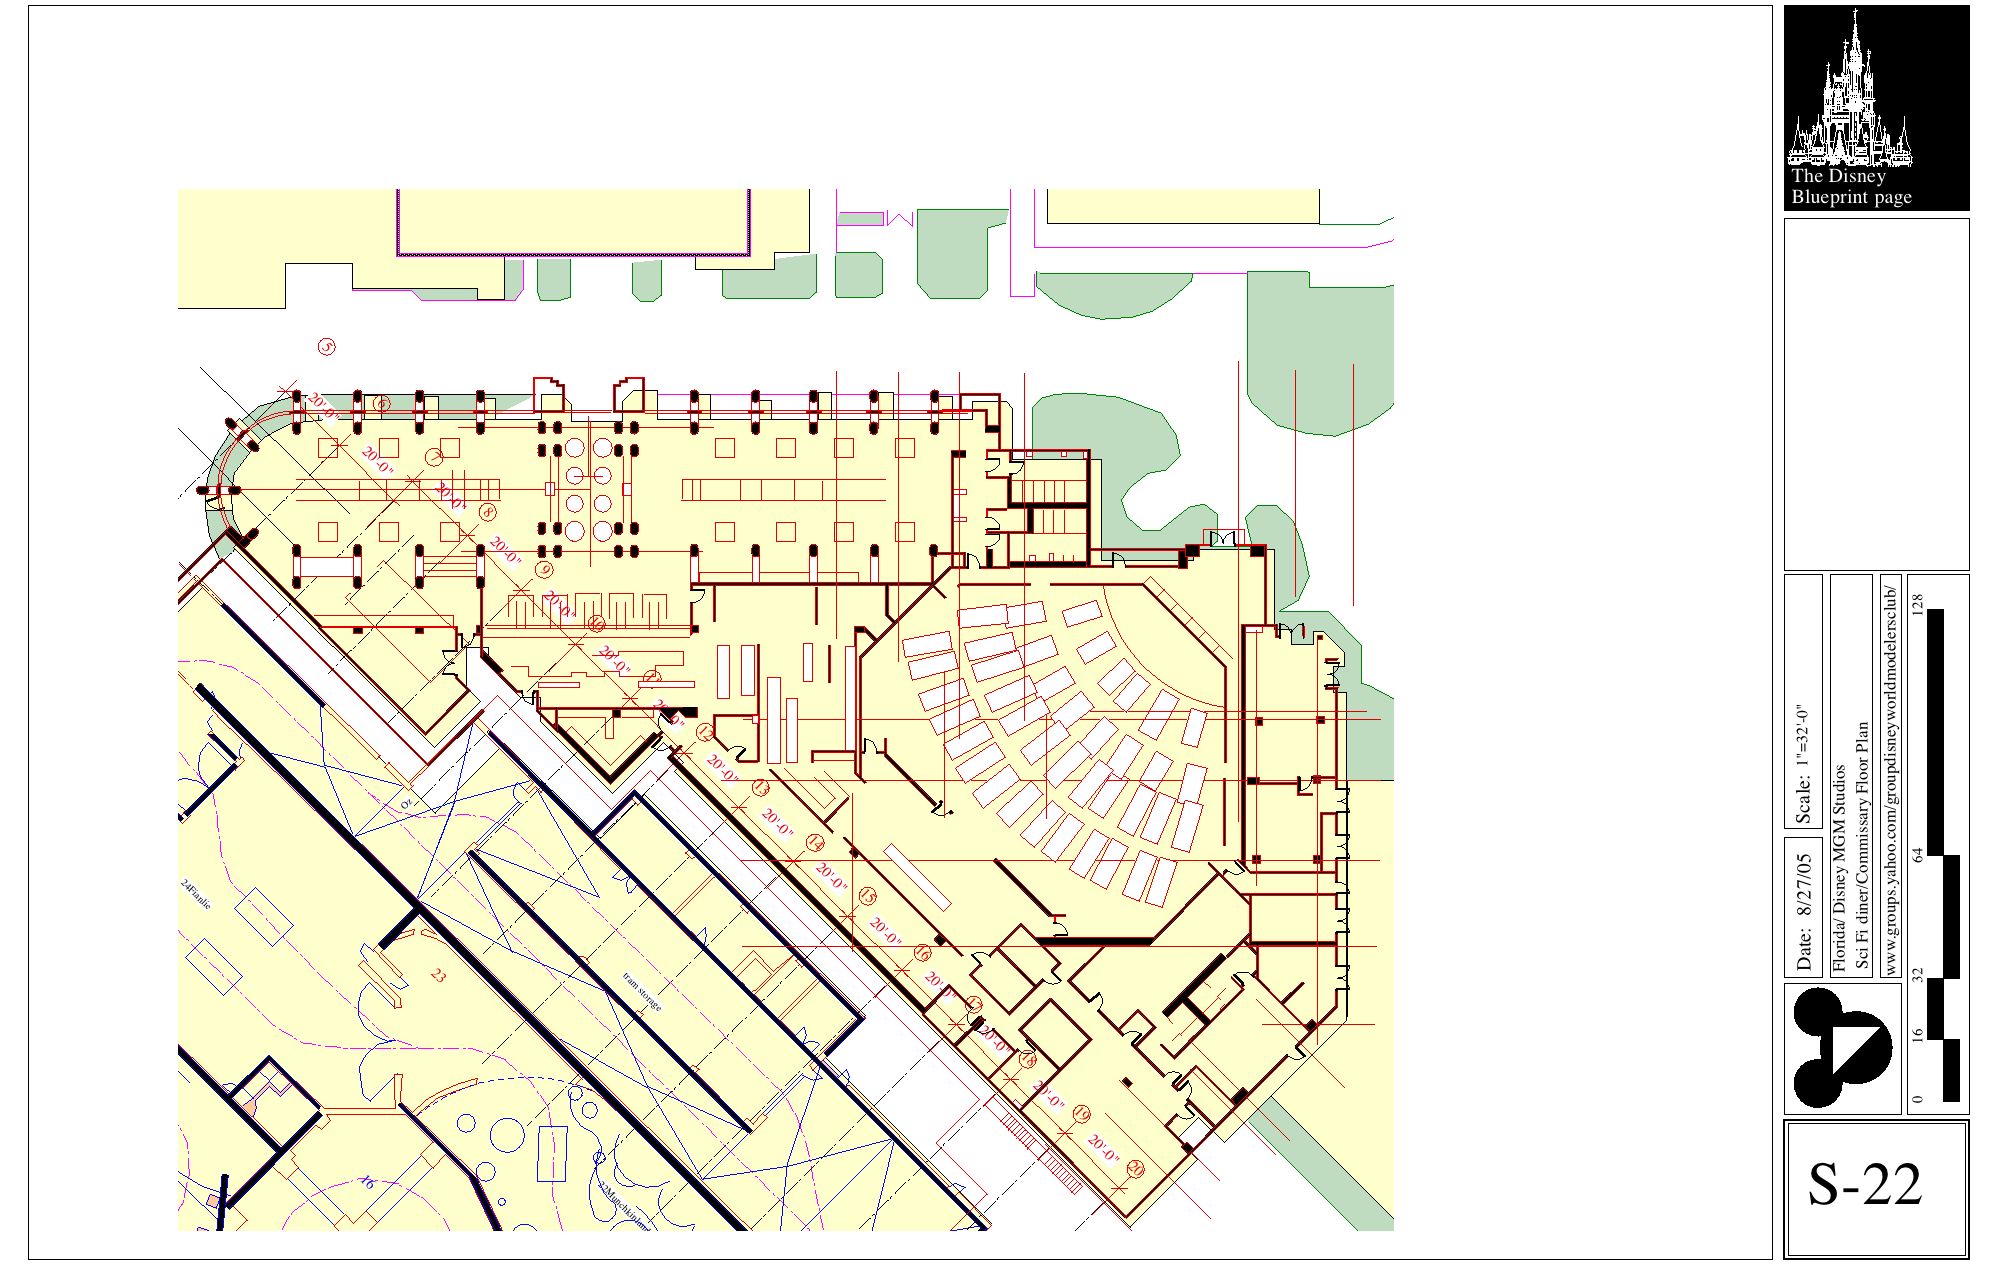 The Disney
Blueprint page
5
20'-0"
6
20'-0"
7
20'-0"
8
20'-0"
9
20'-0"
10
20'-0"
11
20'-0"
12
20'-0"
13
20'-0"
14
20'-0"
15
20'-0"
16
20'-0"
17
20'-0"
18
20'-0"
19
20'-0"
20
Oz
24Fianlie
23
tram storage
16
Date: 8/27/05
Scale: 1"=32'-0"
Florida/ Disney MGM Studios
Sci Fi diner/Commissary Floor Plan
www.groups.yahoo.com/groupdisneyworldmodelersclub/
0 16 32 64 128
S-22